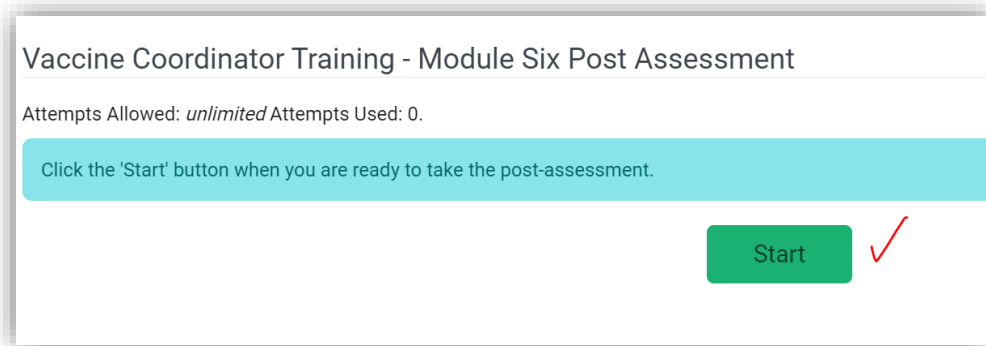 Vaccine Coordinator Training - Module Six Post Assessment
Attempts Allowed: unlimited Attempts Used: 0.
Click the 'Start' button when you are ready to take the post-assessment.
Start